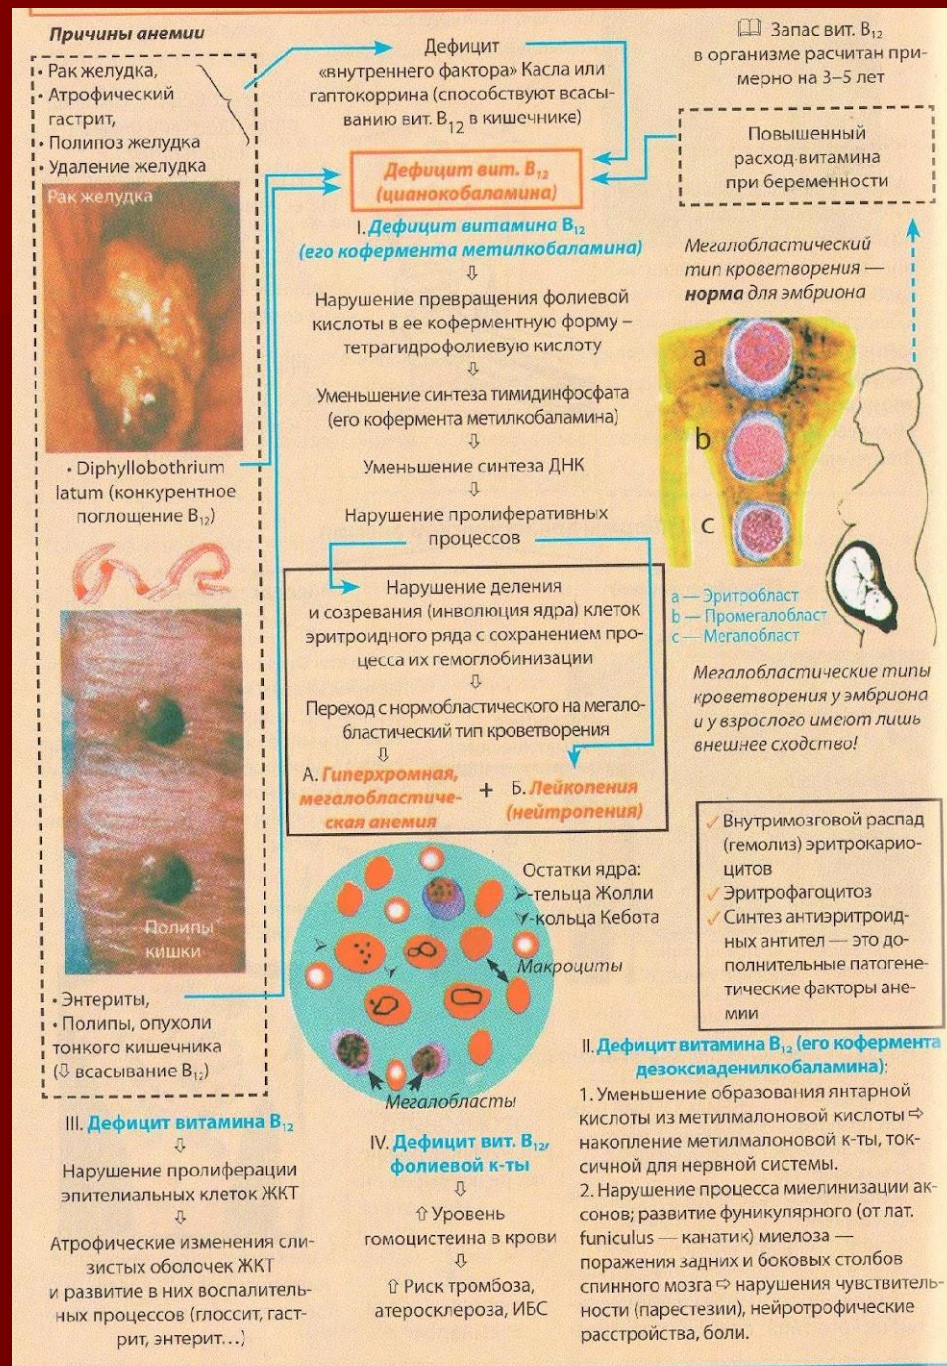 Причины анемии
• Рак желудка,
• Атрофический
гастрит,
• Полипоз желудка
• Удаление желудка
Рак желудка
• Diphyllobothrium
latum (конкурентное
поглощение B₁₂)
Полипы
кишки
• Энтериты,
• Полипы, опухоли
тонкого кишечника
(⇩ всасывание B₁₂)
Дефицит
«внутреннего фактора» Касла или
гаптокоррина (способствуют всасы-
ванию вит. B₁₂ в кишечнике)
Дефицит вит. B₁₂
(цианокобаламина)
I. Дефицит витамина B₁₂
(его кофермента метилкобаламина)
⇩
Нарушение превращения фолиевой
кислоты в ее коферментную форму –
тетрагидрофолиевую кислоту
⇩
Уменьшение синтеза тимидинфосфата
(его кофермента метилкобаламина)
⇩
Уменьшение синтеза ДНК
⇩
Нарушение пролиферативных
процессов
Нарушение деления
и созревания (инволюция ядра) клеток
эритроидного ряда с сохранением про-
цесса их гемоглобинизации
⇩
Переход с нормобластического на мегало-
бластический тип кроветворения
⇩
А. Гиперхромная,
мегалобластиче-
ская анемия
+
Б. Лейкопения
(нейтропения)
Остатки ядра:
-тельца Жолли
-кольца Кебота
Макроциты
Мегалобласты
Запас вит. B₁₂
в организме расчитан при-
мерно на 3–5 лет
Повышенный
расход витамина
при беременности
Мегалобластический
тип кроветворения —
норма для эмбриона
a
b
c
a — Эритробласт
b — Промегалобласт
c — Мегалобласт
Мегалобластические типы
кроветворения у эмбриона
и у взрослого имеют лишь
внешнее сходство!
✓ Внутримозговой распад
(гемолиз) эритрокарио-
цитов
✓ Эритрофагоцитоз
✓ Синтез антиэритроид-
ных антител — это до-
полнительные патогене-
тические факторы ане-
мии
II. Дефицит витамина B₁₂ (его кофермента
дезоксиаденилкобаламина):
1. Уменьшение образования янтарной
кислоты из метилмалоновой кислоты ⇨
накопление метилмалоновой к-ты, ток-
сичной для нервной системы.
2. Нарушение процесса миелинизации ак-
сонов; развитие фуникулярного (от лат.
funiculus — канатик) миелоза —
поражения задних и боковых столбов
спинного мозга ⇨ нарушения чувствитель-
ности (парестезии), нейротрофические
расстройства, боли.
III. Дефицит витамина B₁₂
⇩
Нарушение пролиферации
эпителиальных клеток ЖКТ
⇩
Атрофические изменения сли-
зистых оболочек ЖКТ
и развитие в них воспалитель-
ных процессов (глоссит, гаст-
рит, энтерит...)
IV. Дефицит вит. B₁₂,
фолиевой к-ты
⇩
⇧ Уровень
гомоцистеина в крови
⇩
⇧ Риск тромбоза,
атеросклероза, ИБС